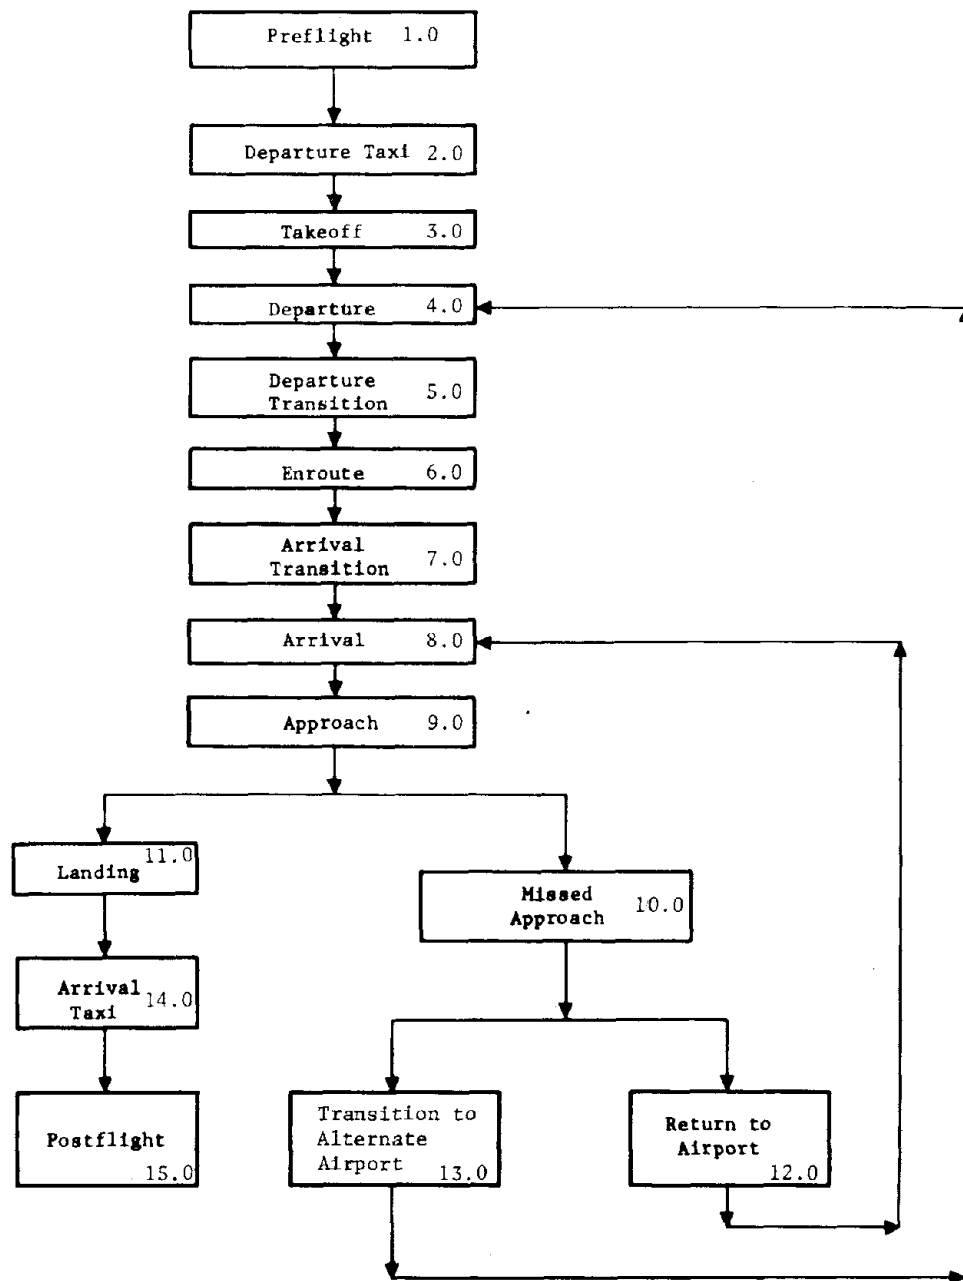 Preflight 1.0
Departure Taxi 2.0
Takeoff 3.0
Departure 4.0
Departure
Transition 5.0
Enroute 6.0
Arrival
Transition 7.0
Arrival 8.0
Approach 9.0
Landing 11.0
Missed
Approach 10.0
Arrival
Taxi 14.0
Postflight
15.0
Transition to
Alternate
Airport
13.0
Return to
Airport
12.0